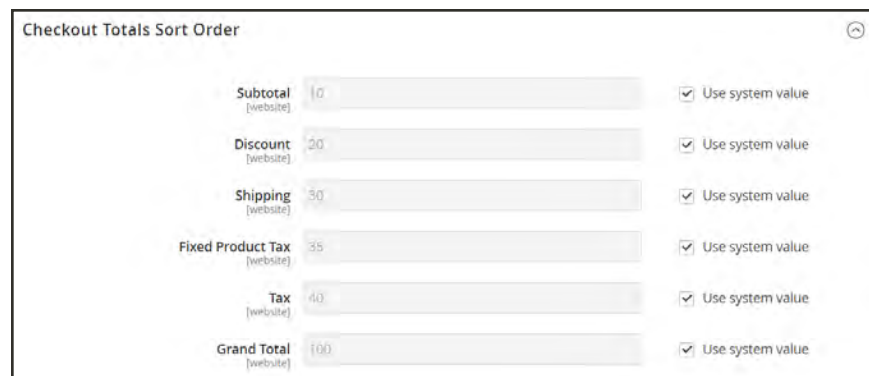 Checkout Totals Sort Order
Subtotal 10 Use system value
[website]
Discount 20 Use system value
[website]
Shipping 30 Use system value
[website]
Fixed Product Tax 35 Use system value
[website]
Tax 40 Use system value
[website]
Grand Total 100 Use system value
[website]